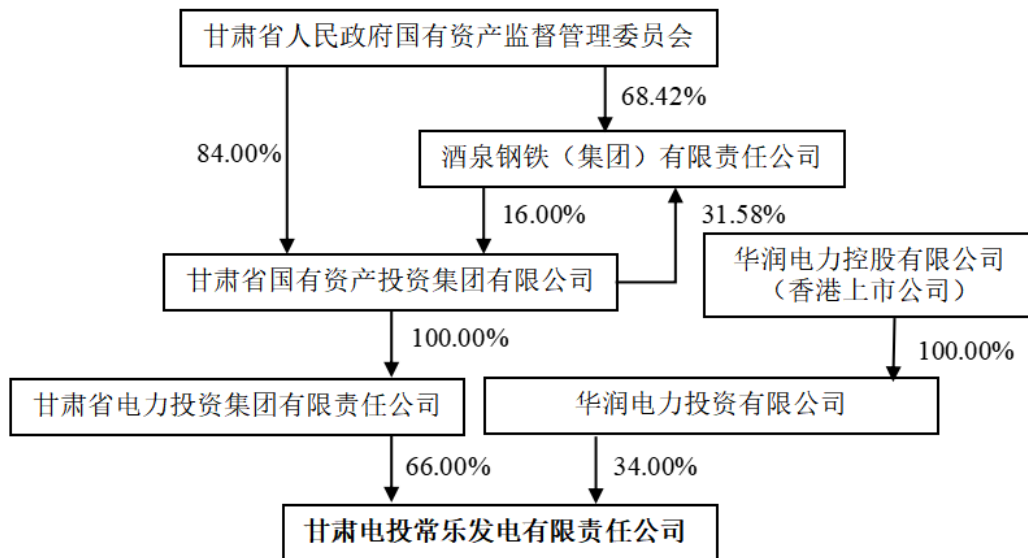 甘肃省人民政府国有资产监督管理委员会
68.42%
84.00%
酒泉钢铁（集团）有限责任公司
16.00%
31.58%
华润电力控股有限公司
（香港上市公司）
甘肃省国有资产投资集团有限公司
100.00%
100.00%
甘肃省电力投资集团有限责任公司
华润电力投资有限公司
66.00%
34.00%
甘肃电投常乐发电有限责任公司